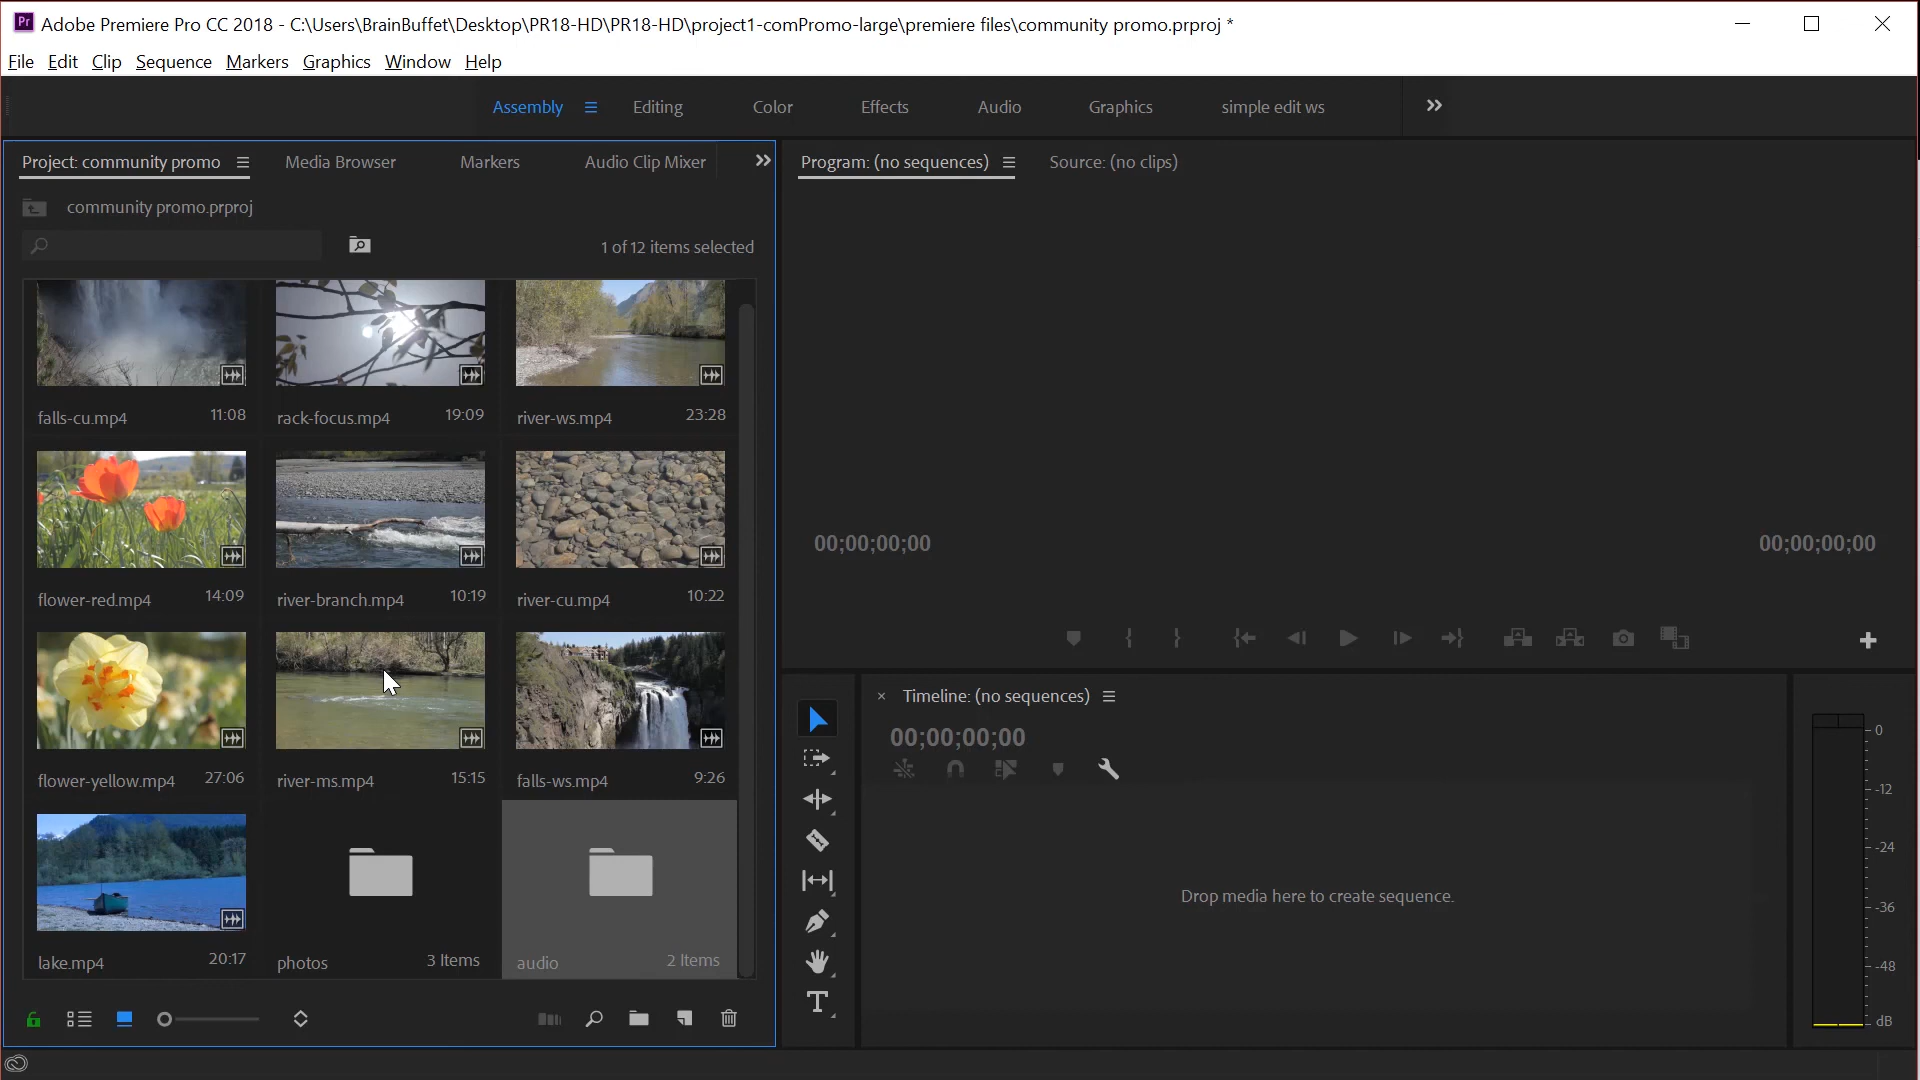 Pr Adobe Premiere Pro CC 2018 - C:\Users\BrainBuffet\Desktop\PR18-HD\PR18-HD\project1-comPromo-large\premiere files\community promo.prproj *
File Edit Clip Sequence Markers Graphics Window Help
Assembly Editing Color Effects Audio Graphics simple edit ws
Project: community promo Media Browser Markers Audio Clip Mixer
community promo.prproj
1 of 12 items selected
falls-cu.mp4 11:08 rack-focus.mp4 19:09 river-ws.mp4 23:28
flower-red.mp4 14:09 river-branch.mp4 10:19 river-cu.mp4 10:22
flower-yellow.mp4 27:06 river-ms.mp4 15:15 falls-ws.mp4 9:26
lake.mp4 20:17 photos 3 Items audio 2 Items
Program: (no sequences) Source: (no clips)
00;00;00;00 00;00;00;00
Timeline: (no sequences)
00;00;00;00
Drop media here to create sequence.
0
-12
-24
-36
-48
dB